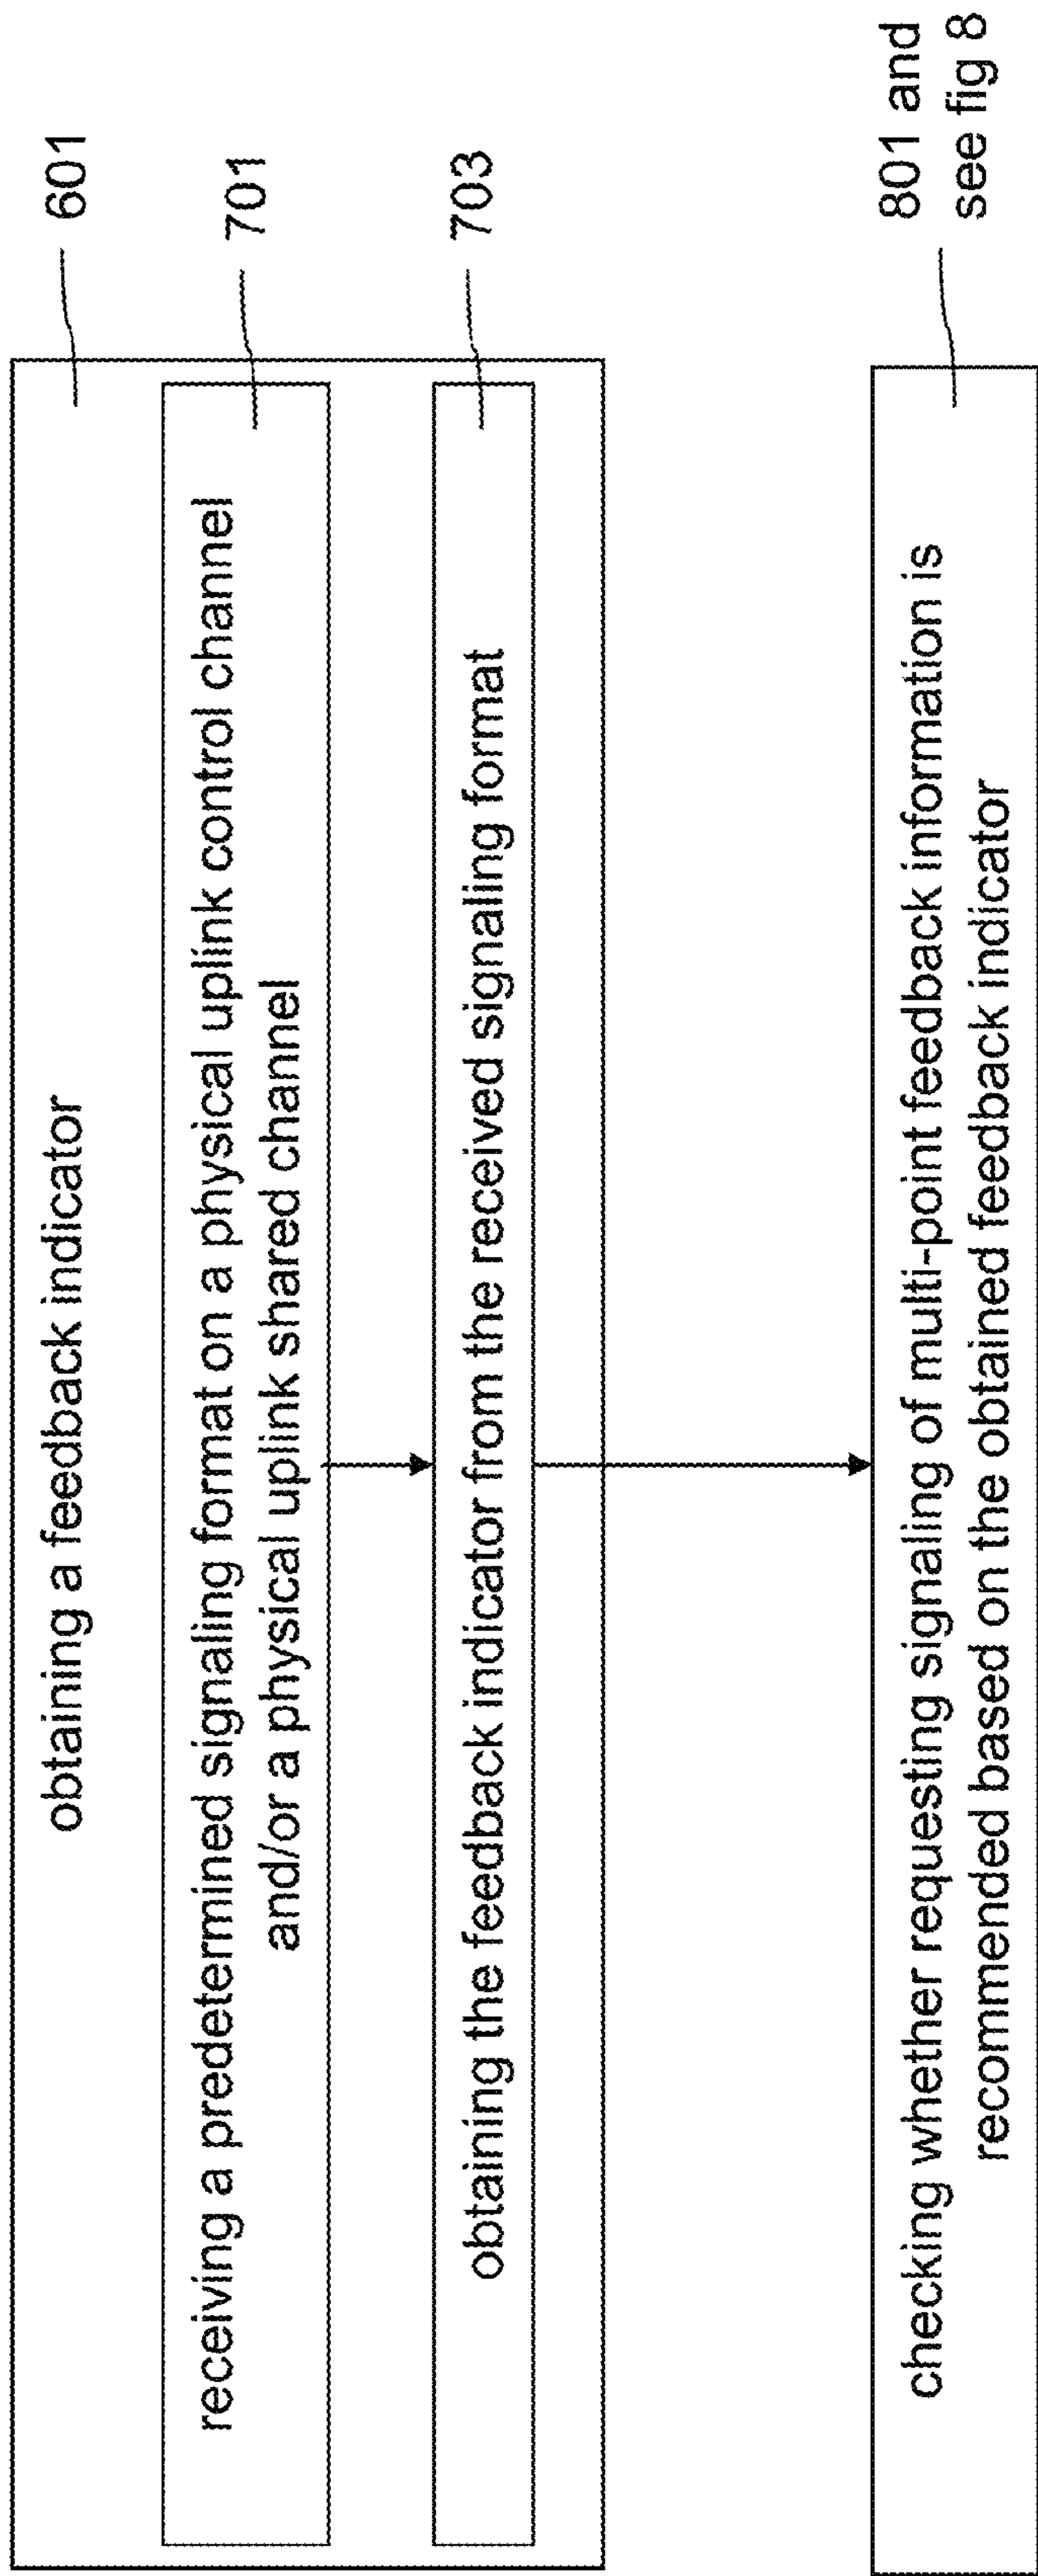 obtaining a feedback indicator
601
receiving a predetermined signaling format on a physical uplink control channel
and/or a physical uplink shared channel
701
obtaining the feedback indicator from the received signaling format
703
checking whether requesting signaling of multi-point feedback information is
recommended based on the obtained feedback indicator
801 and
see fig 8